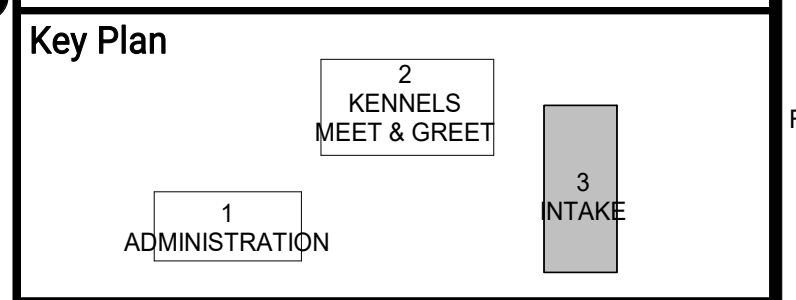 Key Plan
2
KENNELS
MEET & GREET
3
INTAKE
1
ADMINISTRATION